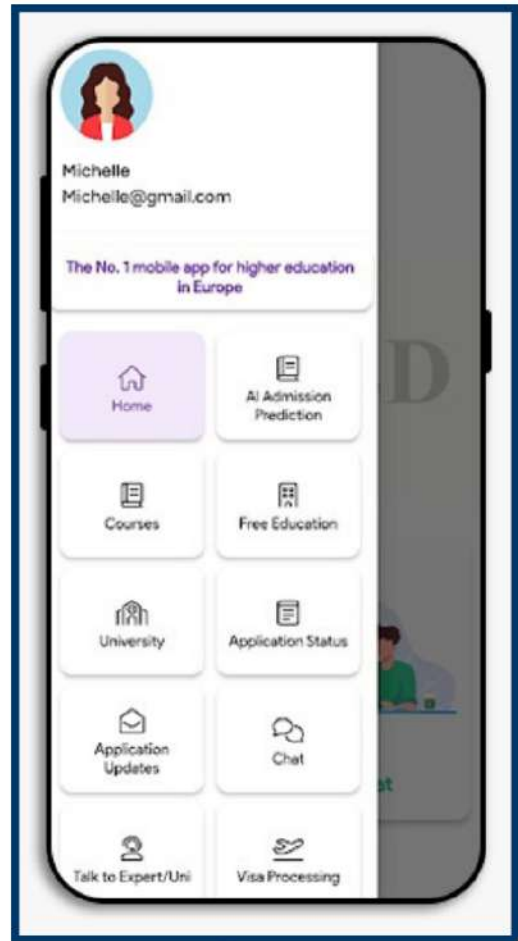 Michelle
Michelle@gmail.com
The No. 1 mobile app for higher education
in Europe
Home
AI Admission
Prediction
Courses
Free Education
University
Application Status
Application
Updates
Chat
Talk to Expert/Uni
Visa Processing
D
at